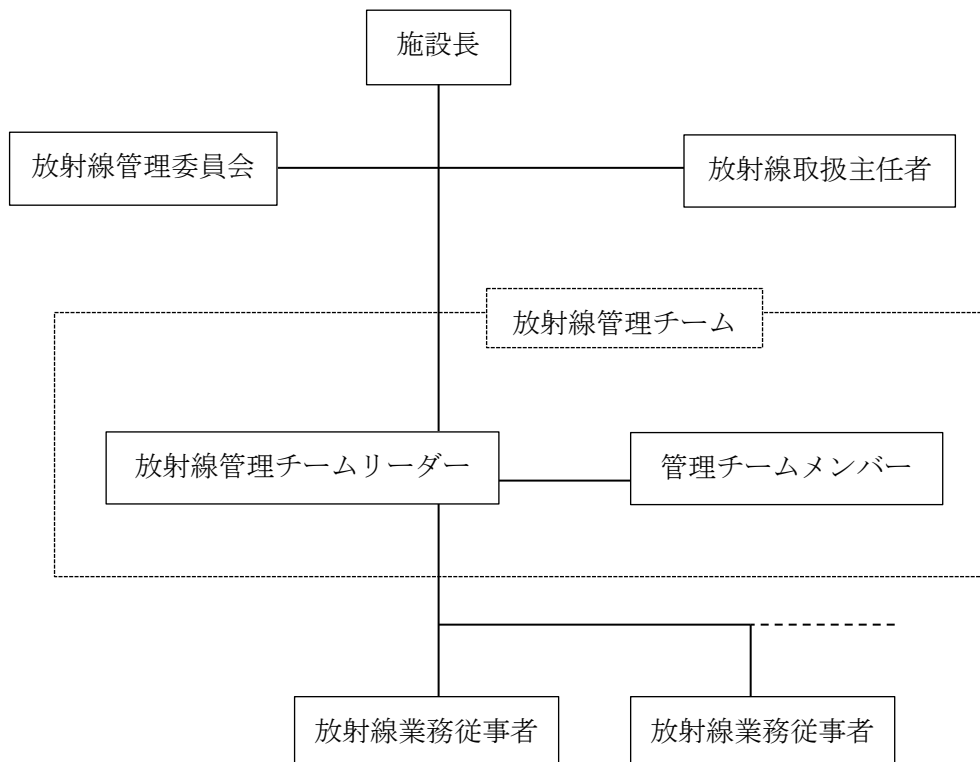 施設長
放射線管理委員会
放射線取扱主任者
放射線管理チーム
放射線管理チームリーダー
管理チームメンバー
放射線業務従事者
放射線業務従事者